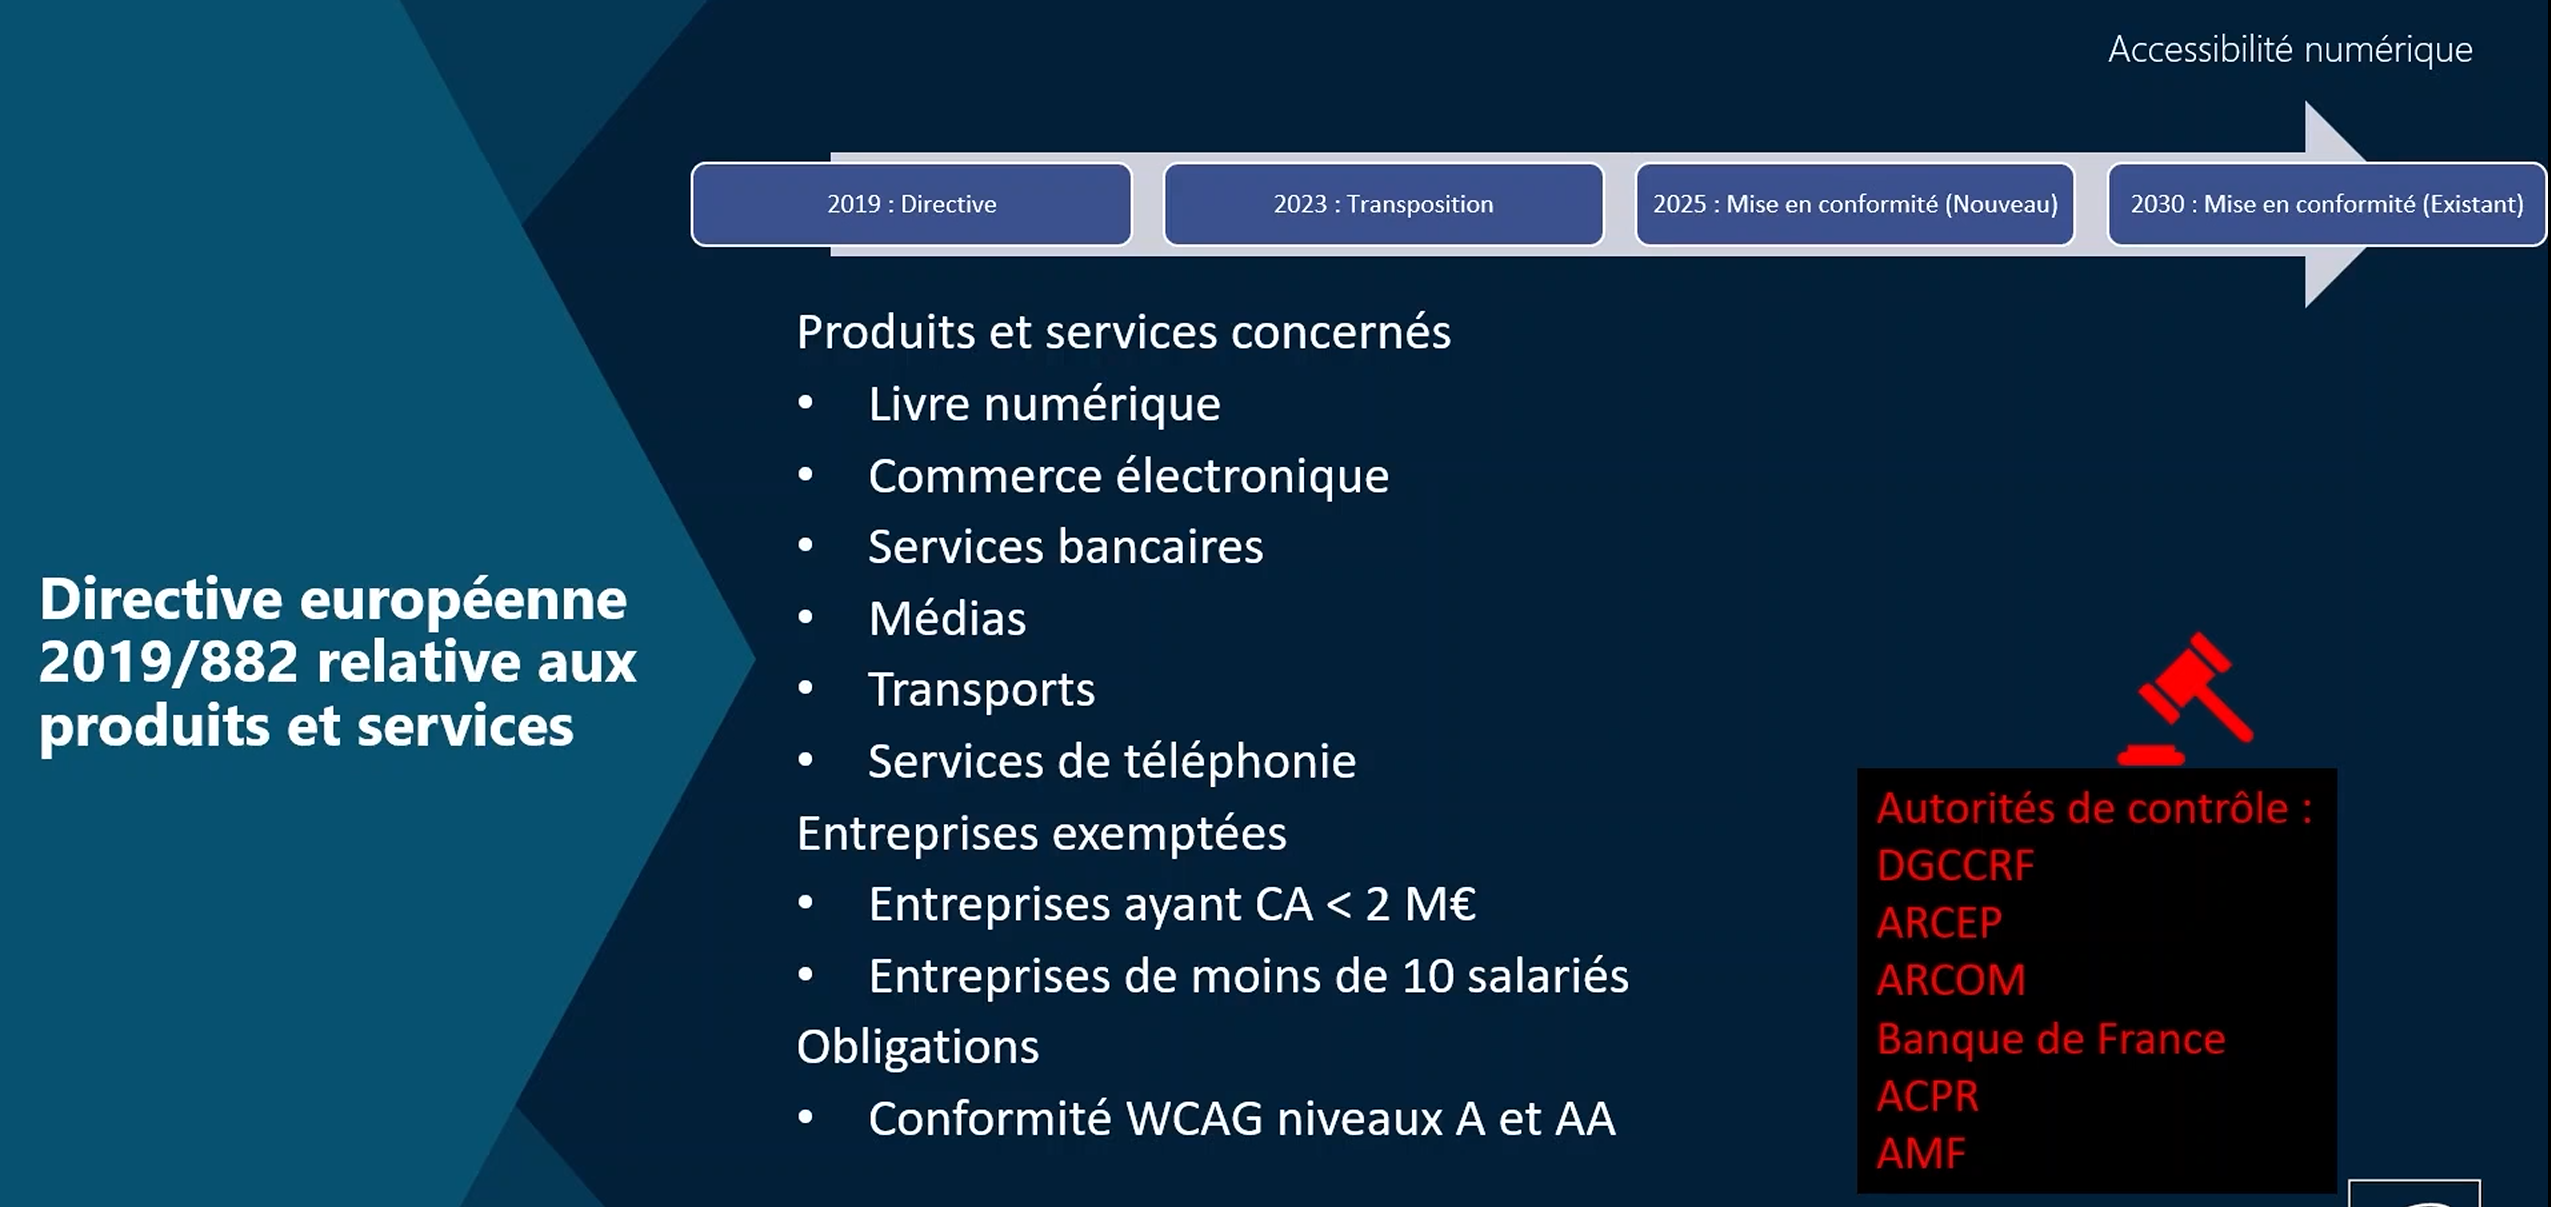 Accessibilité numérique
2019 : Directive
2023 : Transposition
2025 : Mise en conformité (Nouveau)
2030 : Mise en conformité (Existant)
Directive européenne
2019/882 relative aux
produits et services
Produits et services concernés
• Livre numérique
• Commerce électronique
• Services bancaires
• Médias
• Transports
• Services de téléphonie
Entreprises exemptées
• Entreprises ayant CA < 2 M€
• Entreprises de moins de 10 salariés
Obligations
• Conformité WCAG niveaux A et AA
Autorités de contrôle :
DGCCRF
ARCEP
ARCOM
Banque de France
ACPR
AMF